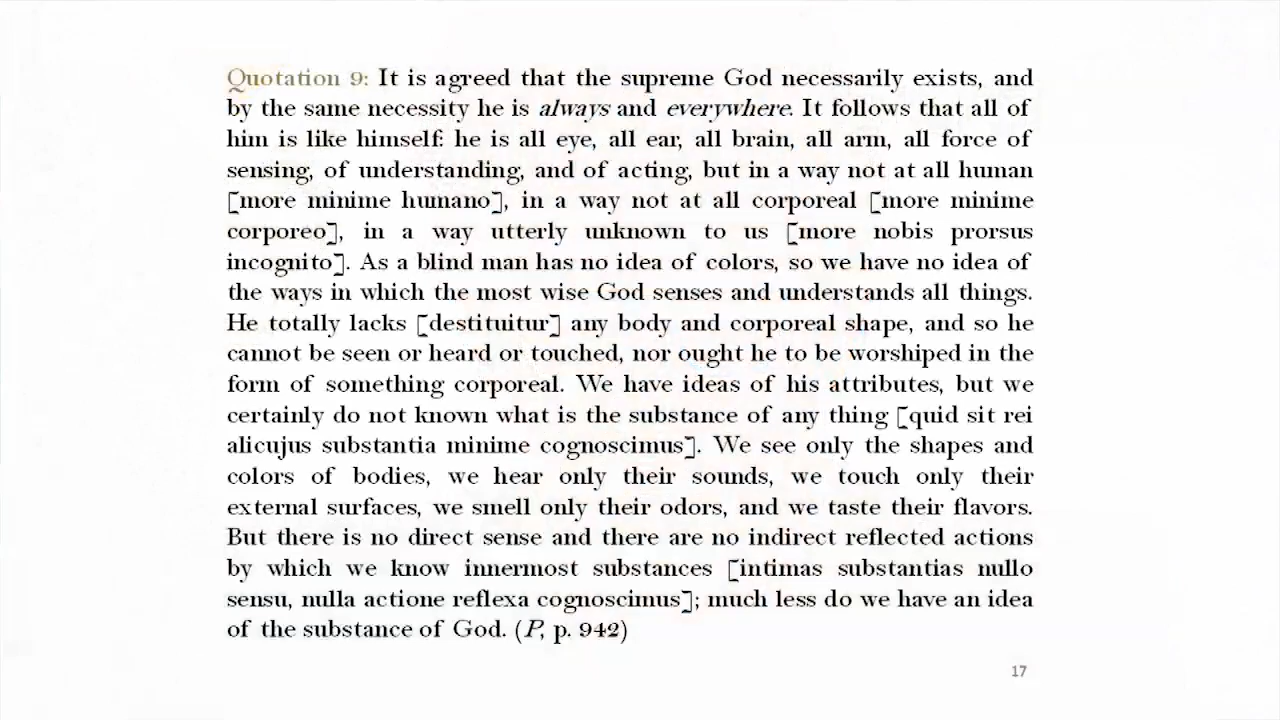 Quotation 9: It is agreed that the supreme God necessarily exists, and
by the same necessity he is always and everywhere. It follows that all of
him is like himself: he is all eye, all ear, all brain, all arm, all force of
sensing, of understanding, and of acting, but in a way not at all human
[more minime humano], in a way not at all corporeal [more minime
corporeo], in a way utterly unknown to us [more nobis prorsus
incognito]. As a blind man has no idea of colors, so we have no idea of
the ways in which the most wise God senses and understands all things.
He totally lacks [destituitur] any body and corporeal shape, and so he
cannot be seen or heard or touched, nor ought he to be worshiped in the
form of something corporeal. We have ideas of his attributes, but we
certainly do not known what is the substance of any thing [quid sit rei
alicujus substantia minime cognoscimus]. We see only the shapes and
colors of bodies, we hear only their sounds, we touch only their
external surfaces, we smell only their odors, and we taste their flavors.
But there is no direct sense and there are no indirect reflected actions
by which we know innermost substances [intimas substantias nullo
sensu, nulla actione reflexa cognoscimus]; much less do we have an idea
of the substance of God. (P, p. 942)
17